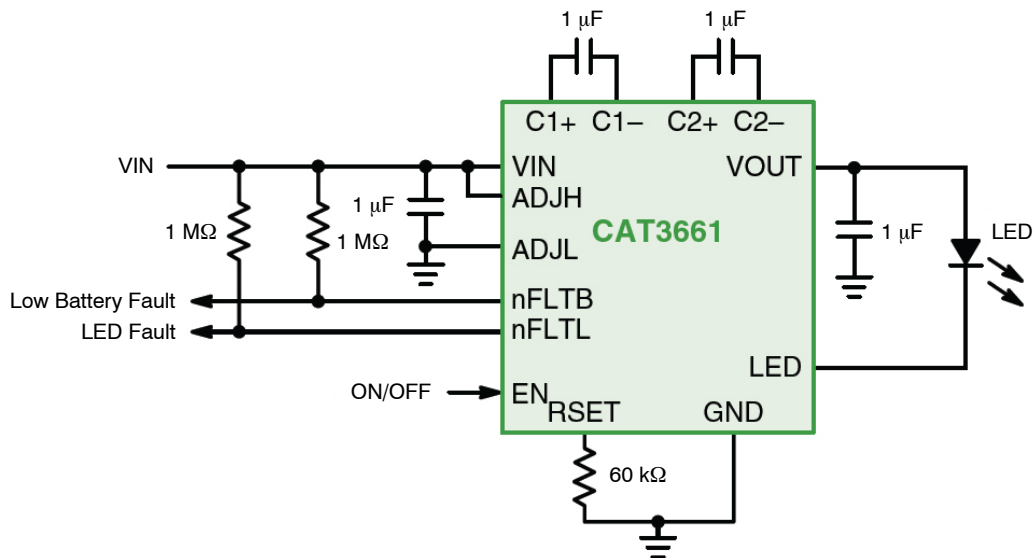 1 μF
1 μF
C1+ C1– C2+ C2–
VIN
VIN
VOUT
ADJH
1 μF
1 MΩ
1 MΩ
CAT3661
1 μF
LED
ADJL
Low Battery Fault
nFLTB
LED Fault
nFLTL
LED
ON/OFF
EN
RSET
GND
60 kΩ